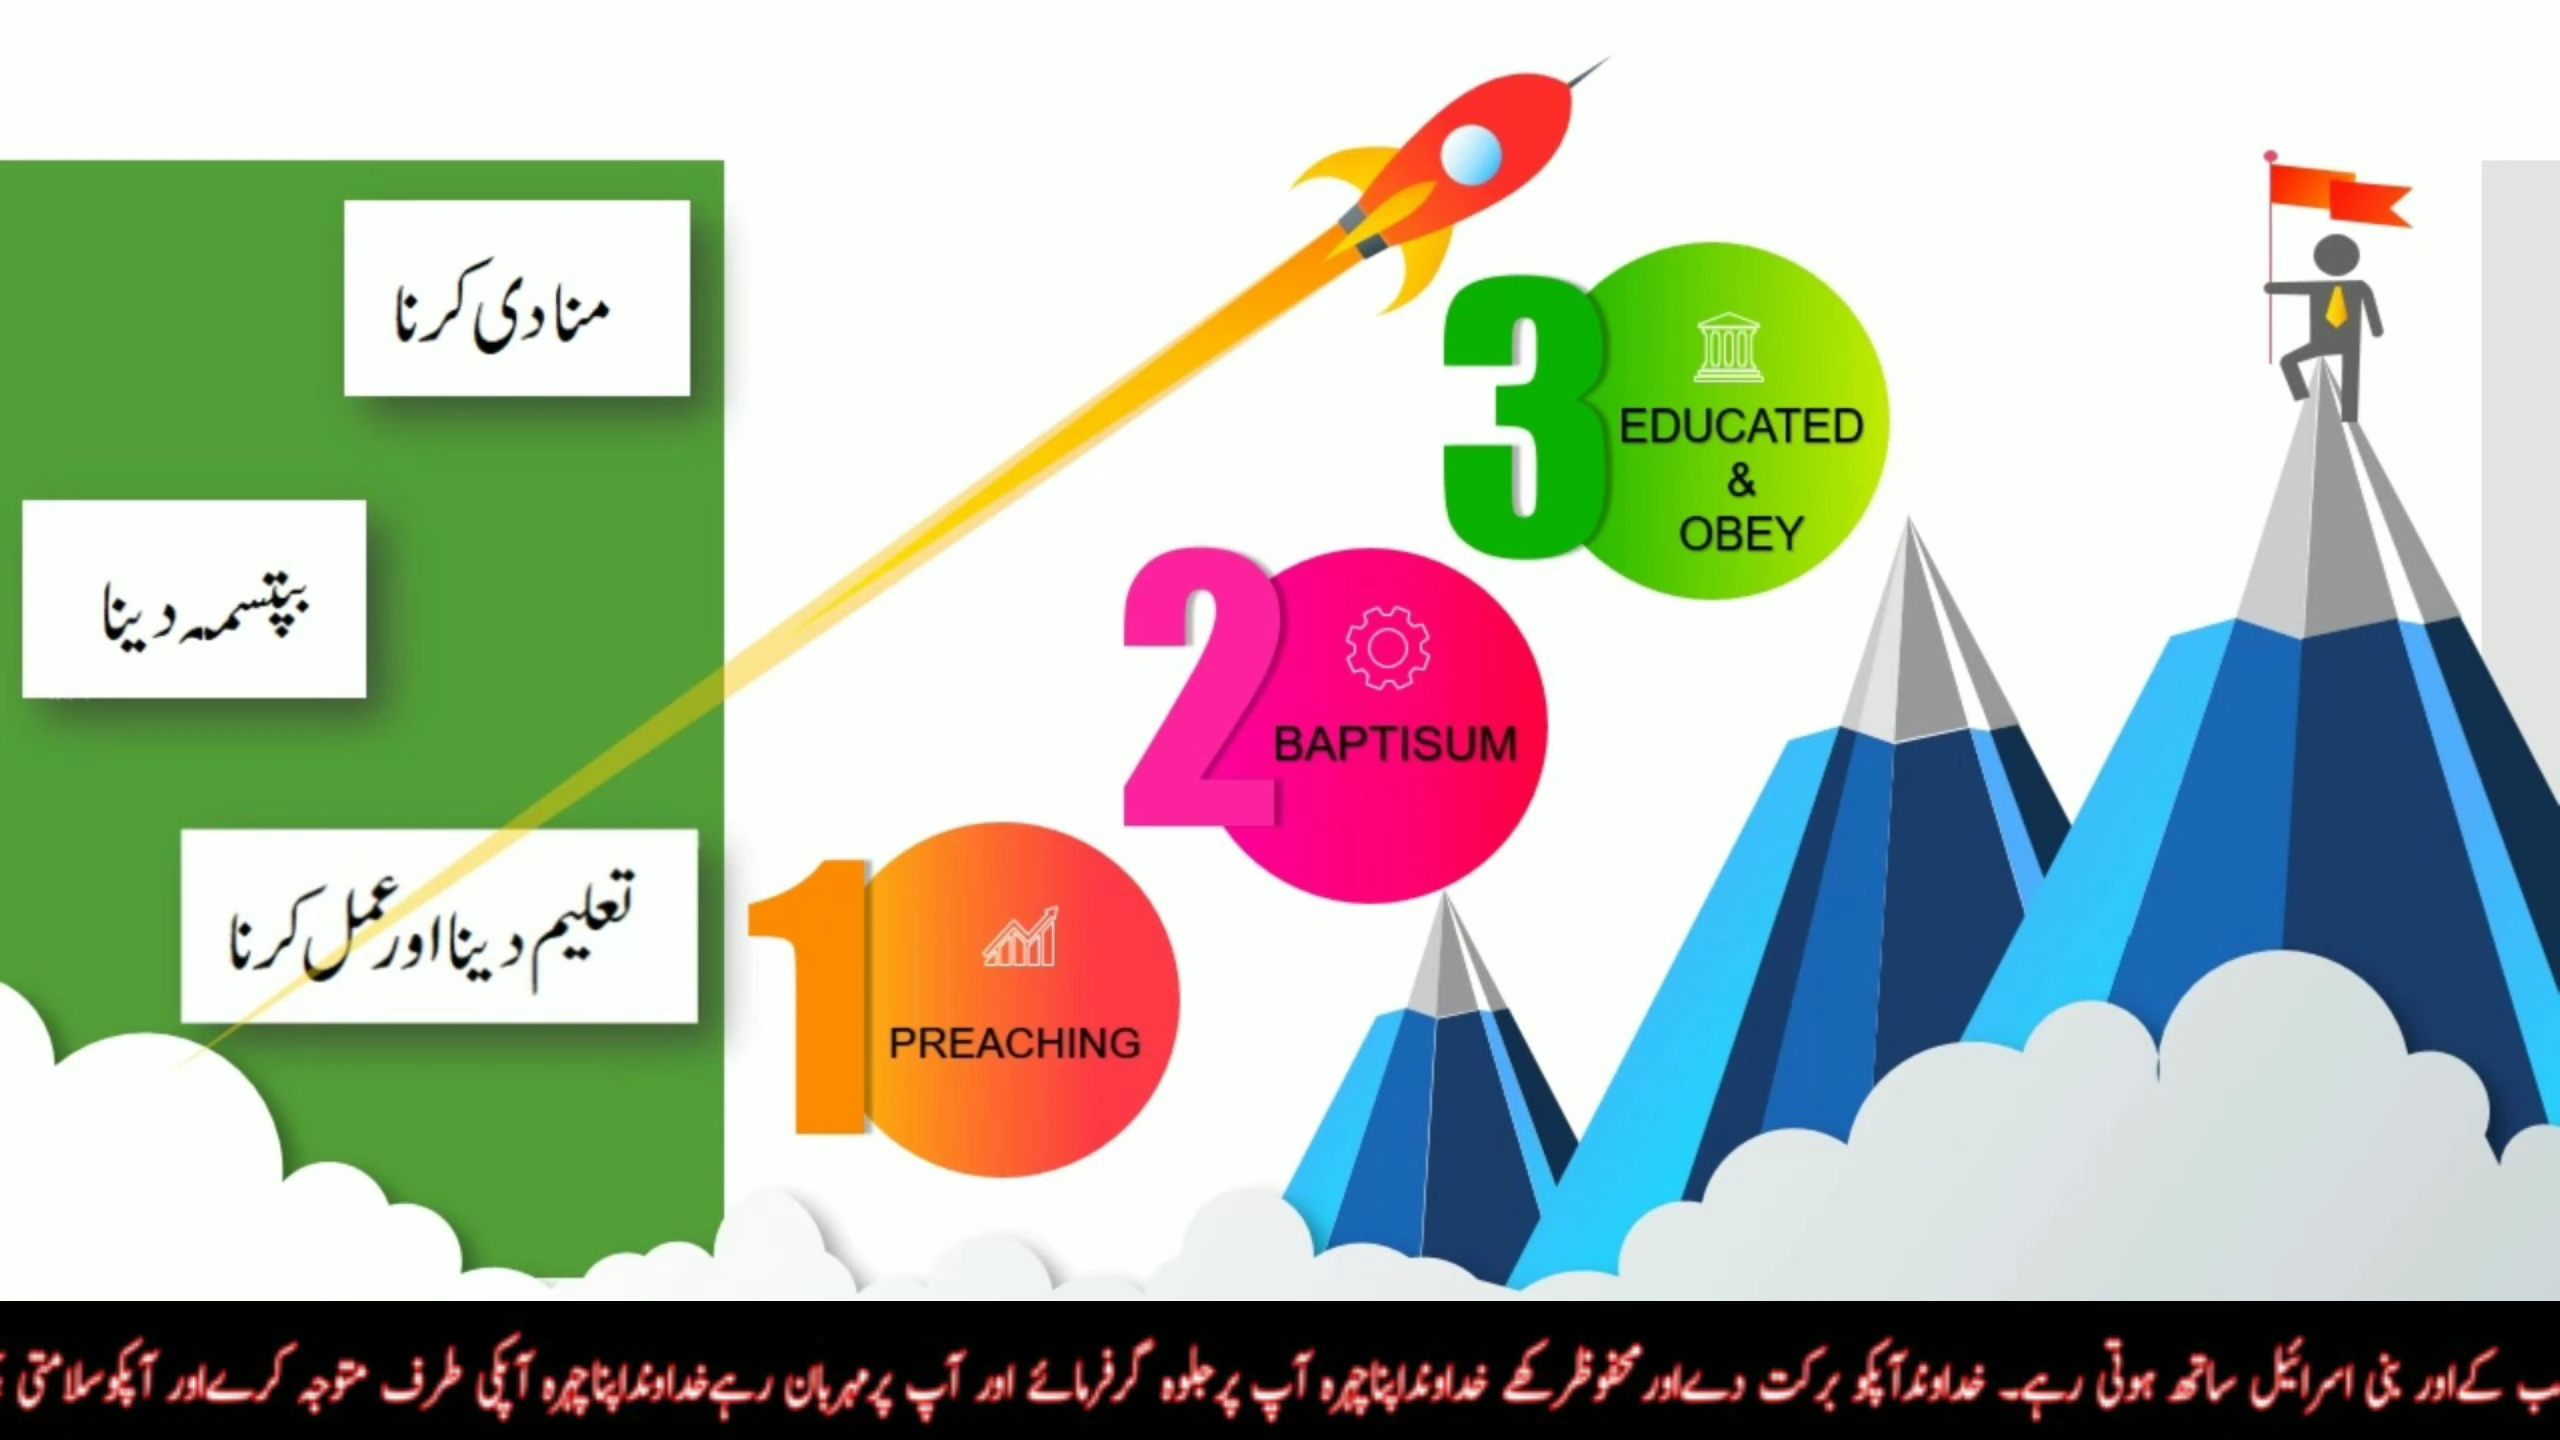 منادی کرنا
بپتسمہ دینا
تعلیم دینا اور عمل کرنا
3
EDUCATED
&
OBEY
2
BAPTISUM
1
PREACHING
کے اور بنی اسرائیل ساتھ ہوتی رہے۔ خداوند آپکو برکت دے اور محفوظ رکھے خداوند اپنا چہرہ آپ پر جلوہ گر فرمائے اور آپ پر مہربان رہے خداوند اپنا چہرہ آپکی طرف متوجہ کرے اور آپکو سلامتی